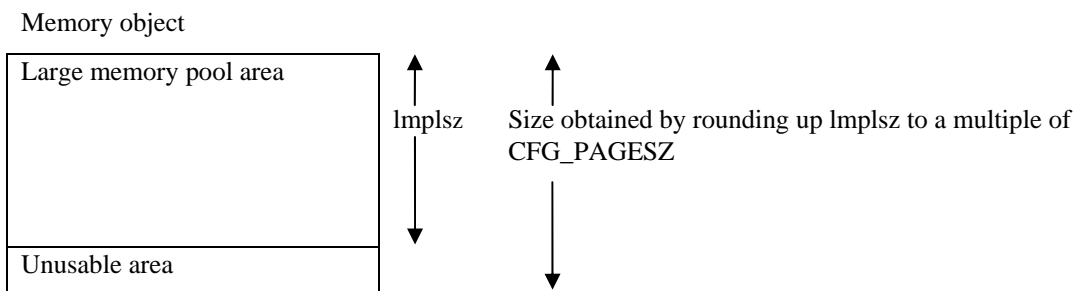 Memory object
Large memory pool area
lmplsz
Size obtained by rounding up lmplsz to a multiple of
CFG_PAGESZ
Unusable area